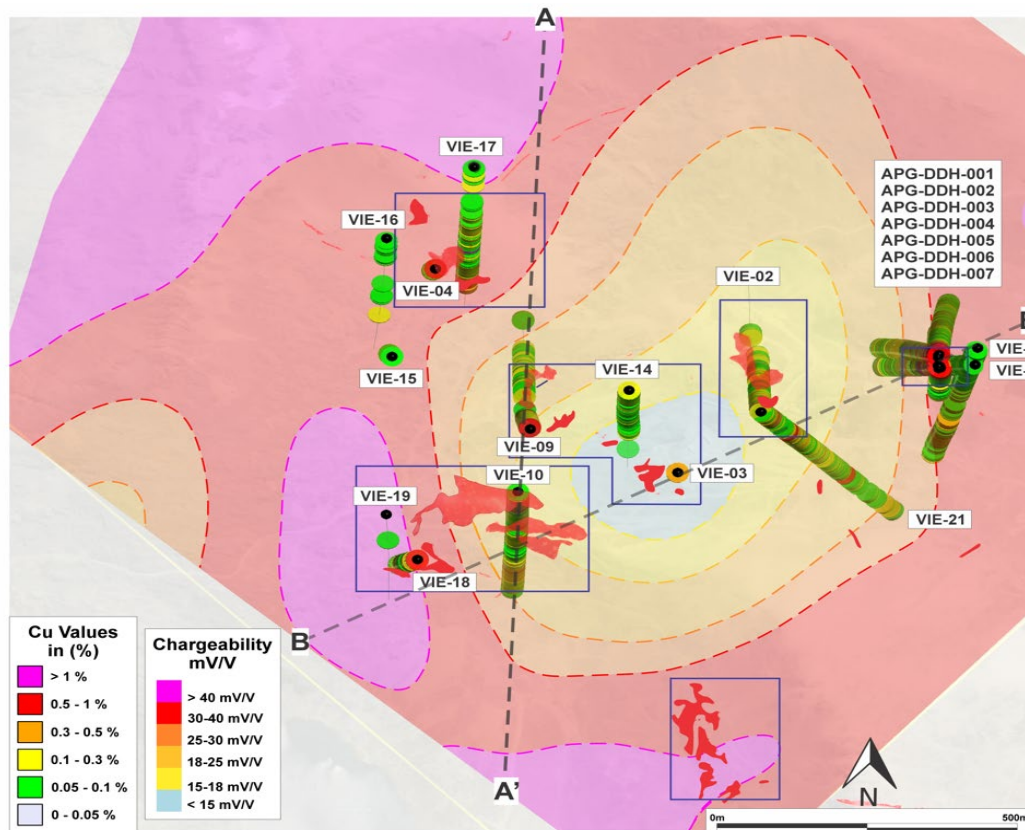 A
VIE-17
APG-DDH-001
APG-DDH-002
APG-DDH-003
APG-DDH-004
APG-DDH-005
APG-DDH-006
APG-DDH-007
VIE-16
VIE-04
VIE-02
VIE-
VIE-
VIE-15
VIE-14
VIE-09
VIE-10
VIE-03
VIE-19
VIE-21
VIE-18
B
Cu Values
in (%)
> 1 %
0.5 - 1 %
0.3 - 0.5 %
0.1 - 0.3 %
0.05 - 0.1 %
0 - 0.05 %
Chargeability
mV/V
> 40 mV/V
30-40 mV/V
25-30 mV/V
18-25 mV/V
15-18 mV/V
< 15 mV/V
A'
N
0m
500m